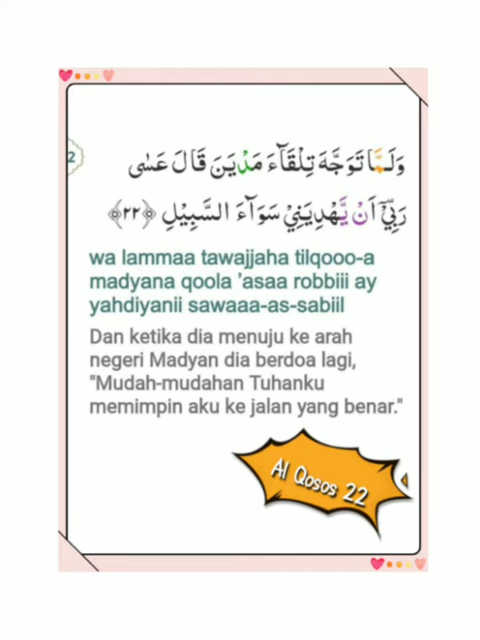 2
وَلَمَّا تَوَجَّهَ تِلْقَآءَ مَدْيَنَ قَالَ عَسٰى
رَبِّيْٓ اَنْ يَّهْدِيَنِيْ سَوَآءَ السَّبِيْلِ ﴿٢٢﴾
wa lammaa tawajjaha tilqooo-a
madyana qoola 'asaa robbiii ay
yahdiyanii sawaaa-as-sabiil
Dan ketika dia menuju ke arah
negeri Madyan dia berdoa lagi,
"Mudah-mudahan Tuhanku
memimpin aku ke jalan yang benar."
Al Qosos 22